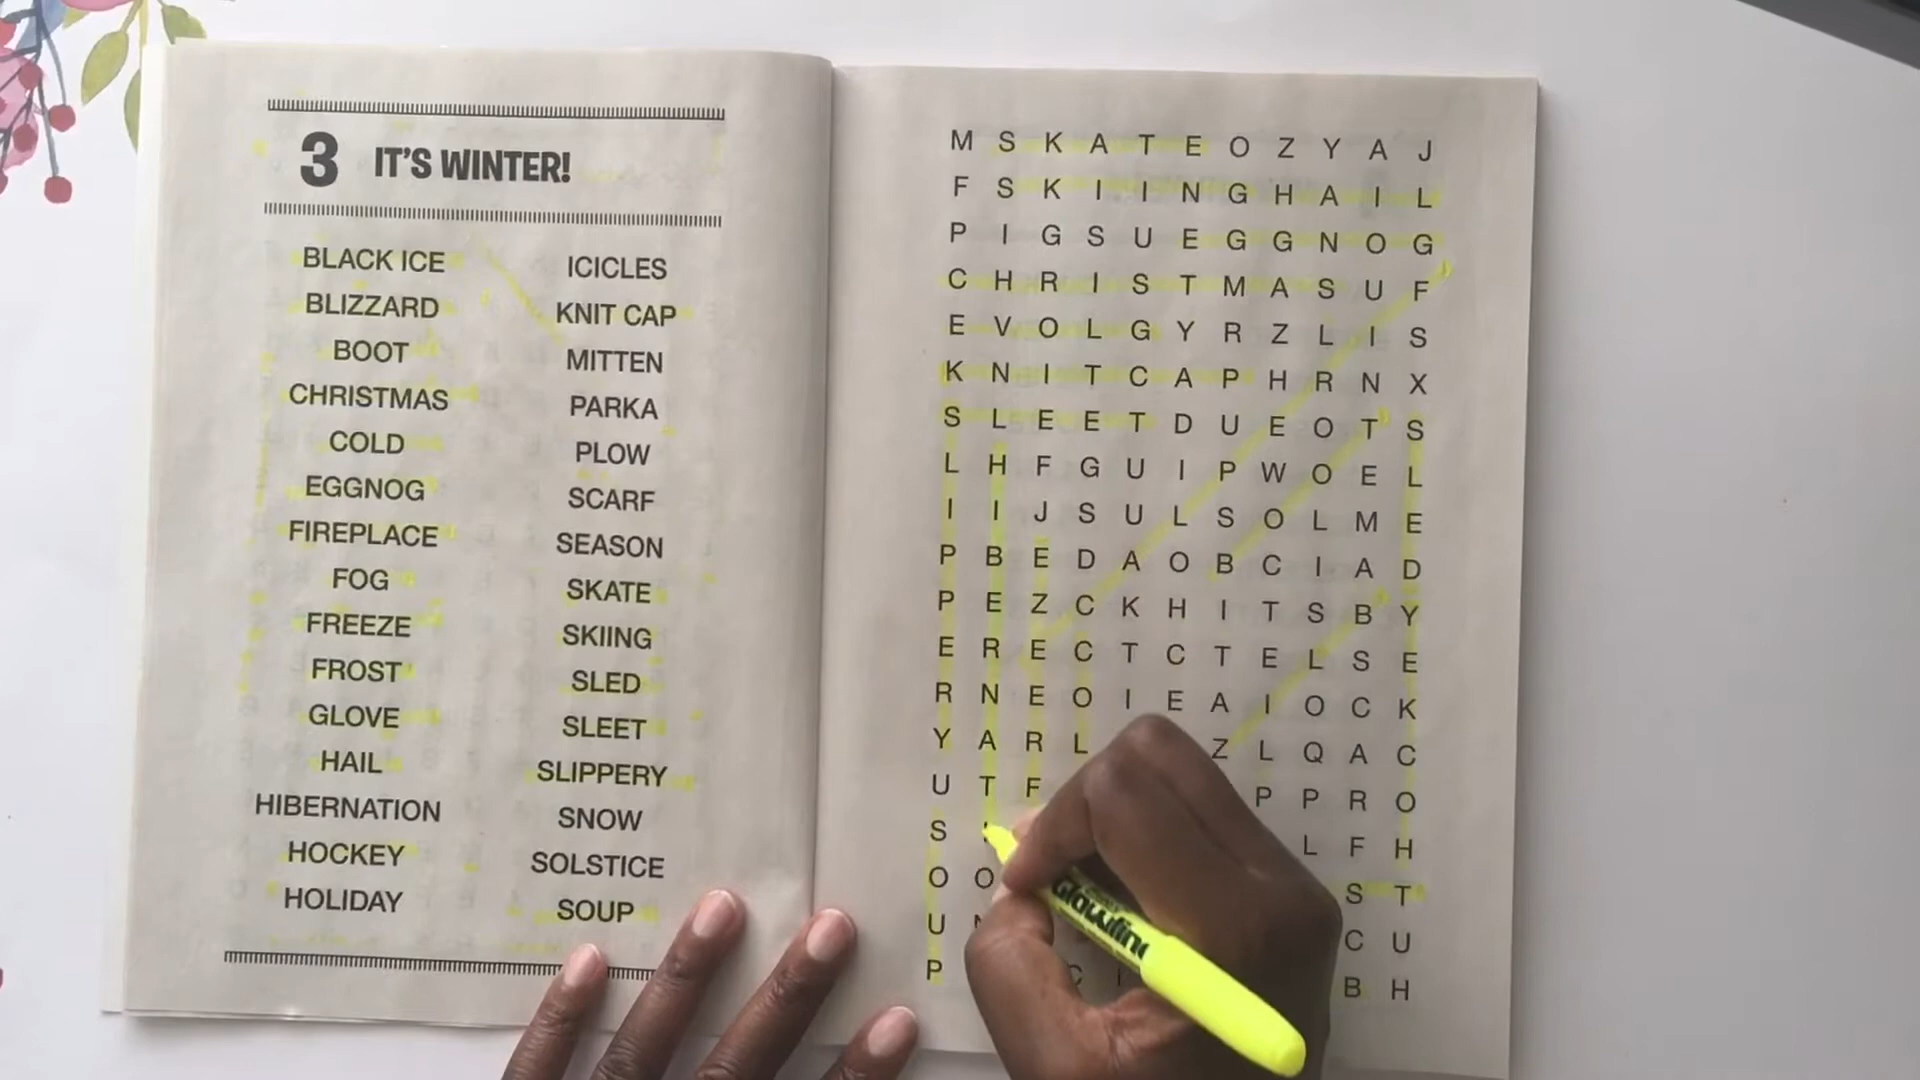 3 IT'S WINTER!
BLACK ICE
BLIZZARD
BOOT
CHRISTMAS
COLD
EGGNOG
FIREPLACE
FOG
FREEZE
FROST
GLOVE
HAIL
HIBERNATION
HOCKEY
HOLIDAY
ICICLES
KNIT CAP
MITTEN
PARKA
PLOW
SCARF
SEASON
SKATE
SKIING
SLED
SLEET
SLIPPERY
SNOW
SOLSTICE
SOUP
M S K A T E O Z Y A J
F S K I I N G H A I L
P I G S U E G G N O G
C H R I S T M A S U F
E V O L G Y R Z L I S
K N I T C A P H R N X
S L E E T D U E O T S
L H F G U I P W O E L
I I J S U L S O L M E
P B E D A O B C I A D
P E Z C K H I T S B Y
E R E C T C T E L S E
R N E O I E A I O C K
Y A R L Z L Q A C
U T F P P R O
S L F H
O O S T
U C U
P C B H
Glowline